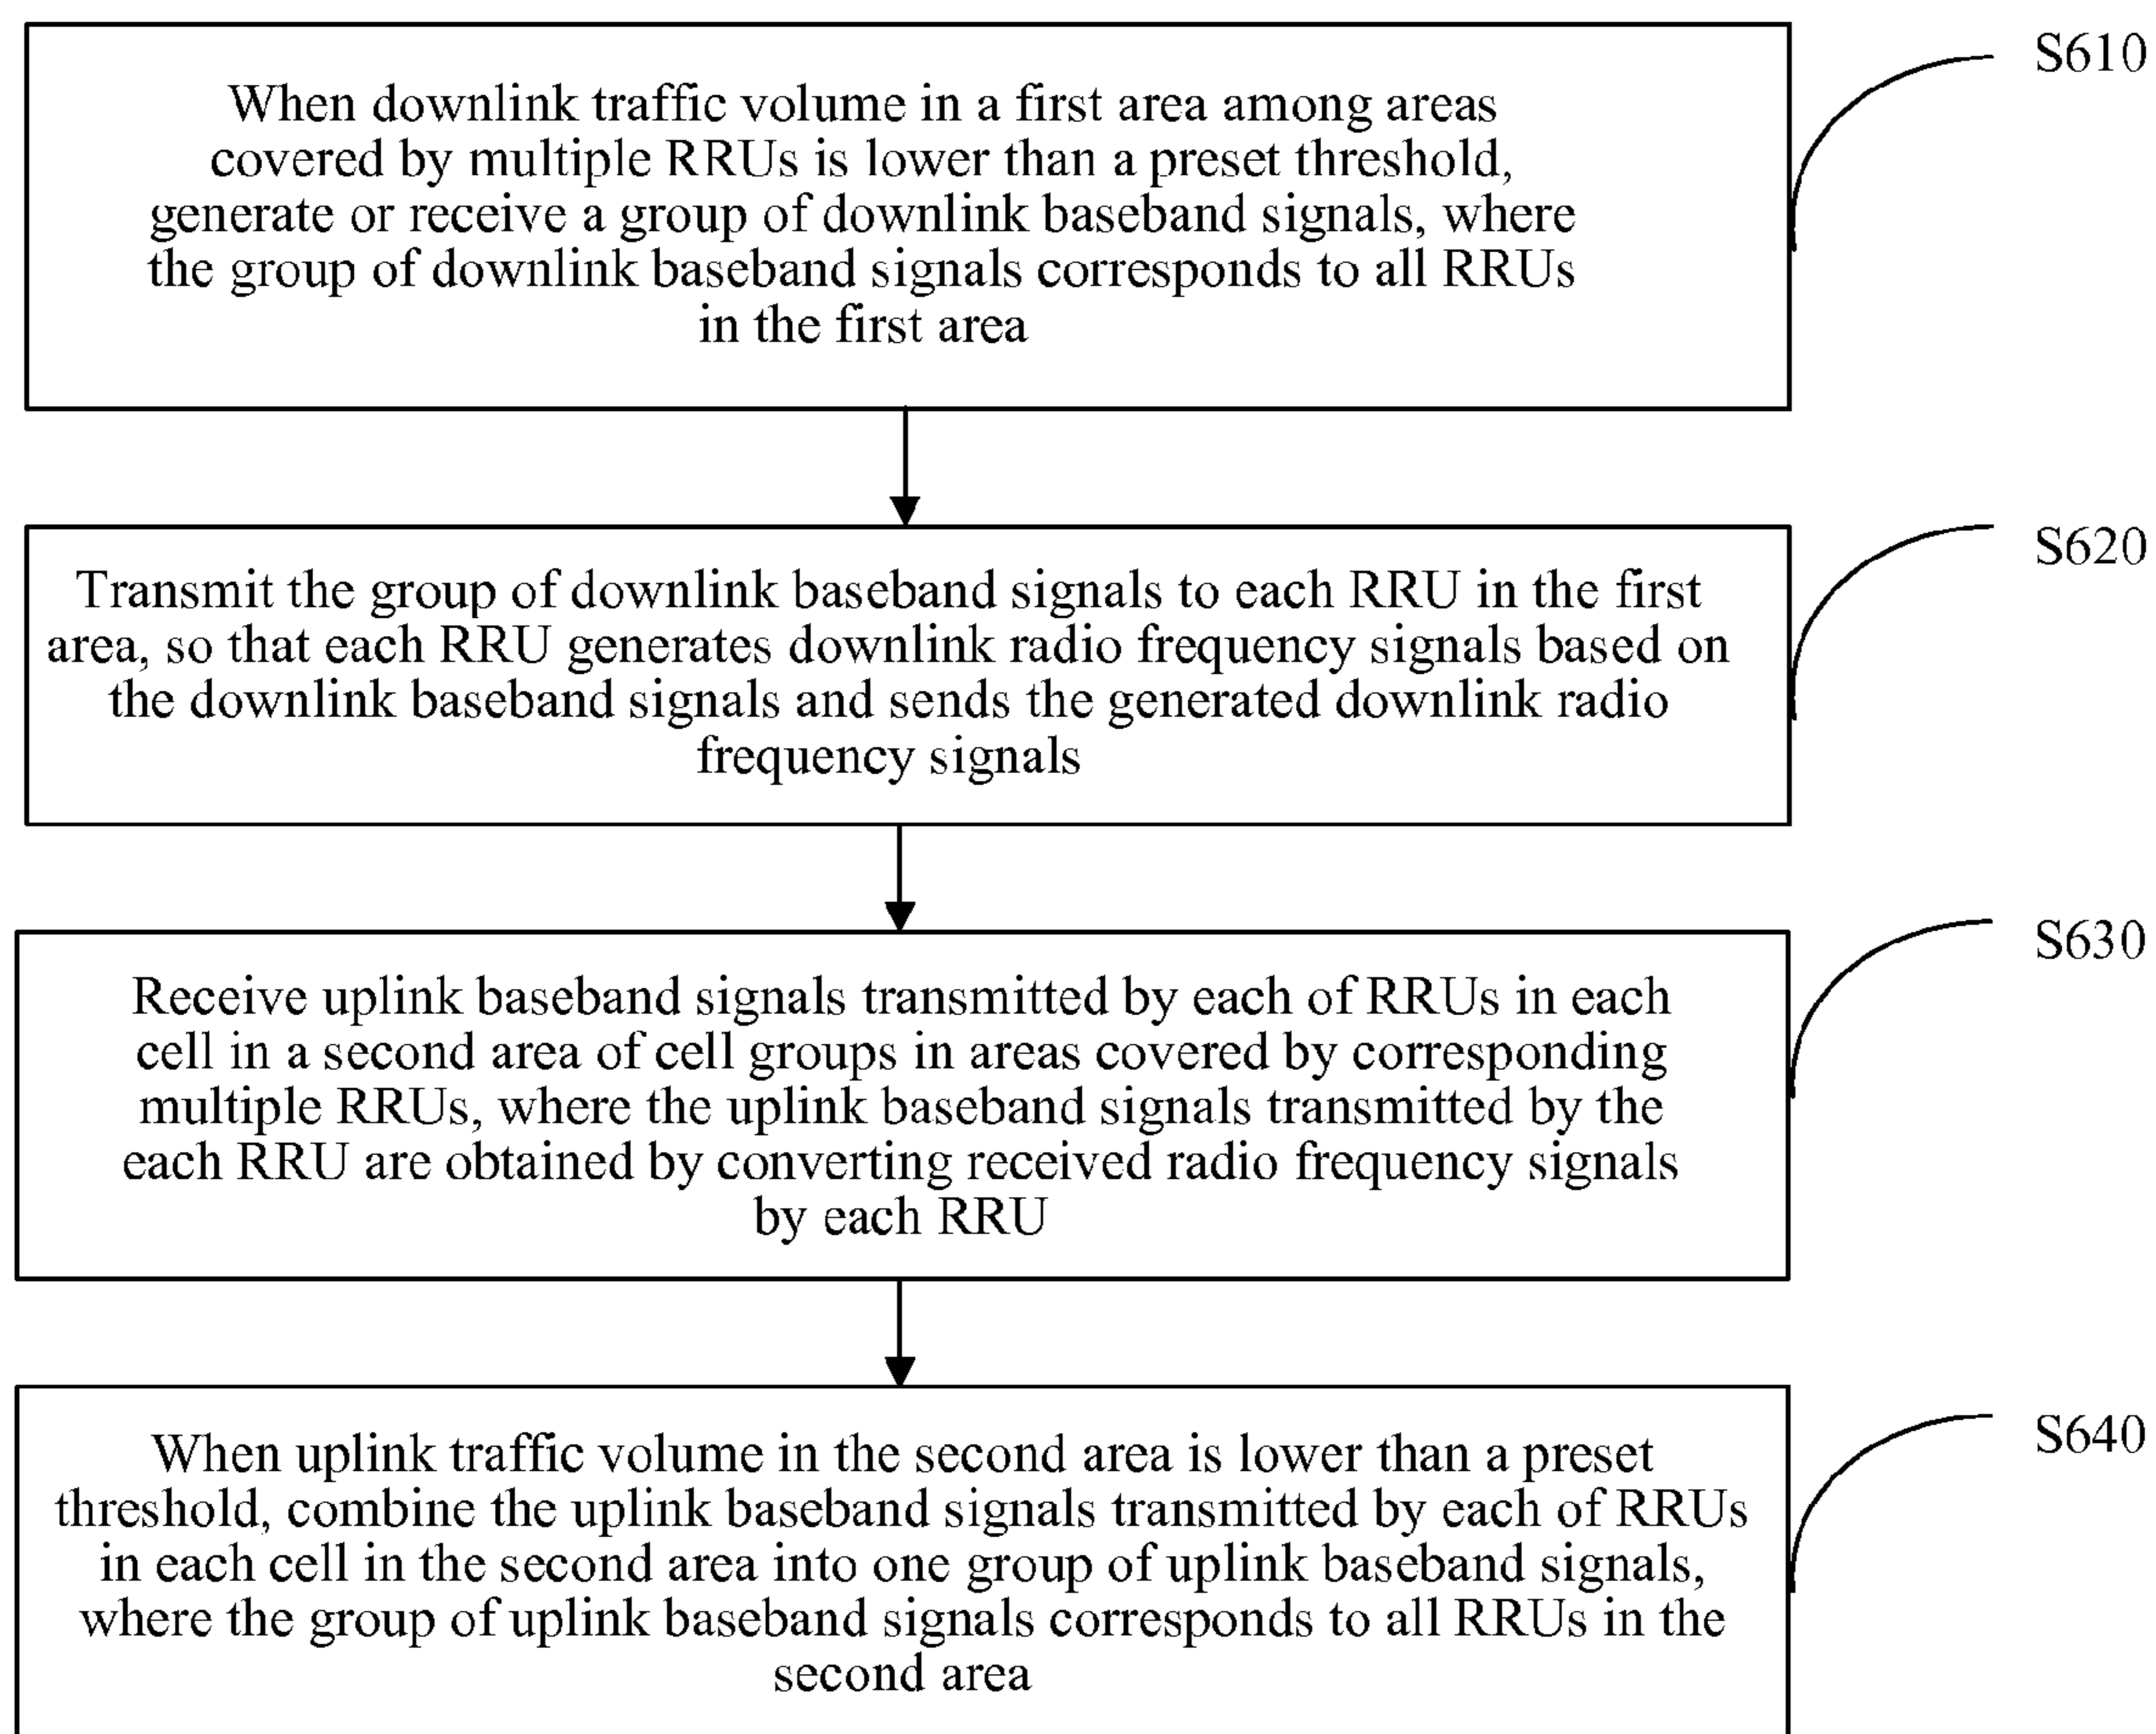 When downlink traffic volume in a first area among areas
covered by multiple RRUs is lower than a preset threshold,
generate or receive a group of downlink baseband signals, where
the group of downlink baseband signals corresponds to all RRUs
in the first area
S610
Transmit the group of downlink baseband signals to each RRU in the first
area, so that each RRU generates downlink radio frequency signals based on
the downlink baseband signals and sends the generated downlink radio
frequency signals
S620
Receive uplink baseband signals transmitted by each of RRUs in each
cell in a second area of cell groups in areas covered by corresponding
multiple RRUs, where the uplink baseband signals transmitted by the
each RRU are obtained by converting received radio frequency signals
by each RRU
S630
When uplink traffic volume in the second area is lower than a preset
threshold, combine the uplink baseband signals transmitted by each of RRUs
in each cell in the second area into one group of uplink baseband signals,
where the group of uplink baseband signals corresponds to all RRUs in the
second area
S640